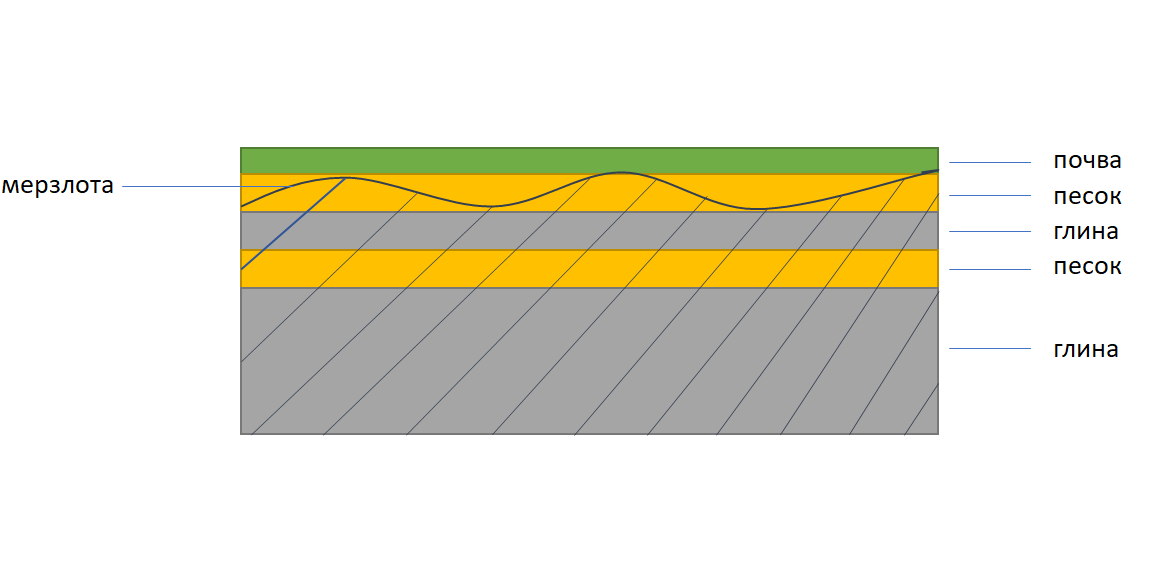 почва
мерзлота
песок
глина
песок
глина